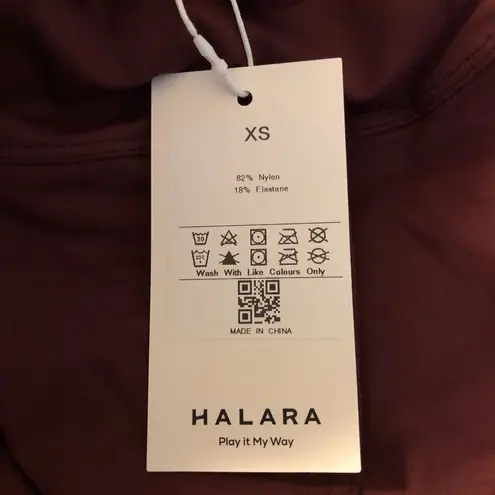 XS
82% Nylon
18% Elastane
Wash With Like Colours Only
MADE IN CHINA
HALARA
Play it My Way